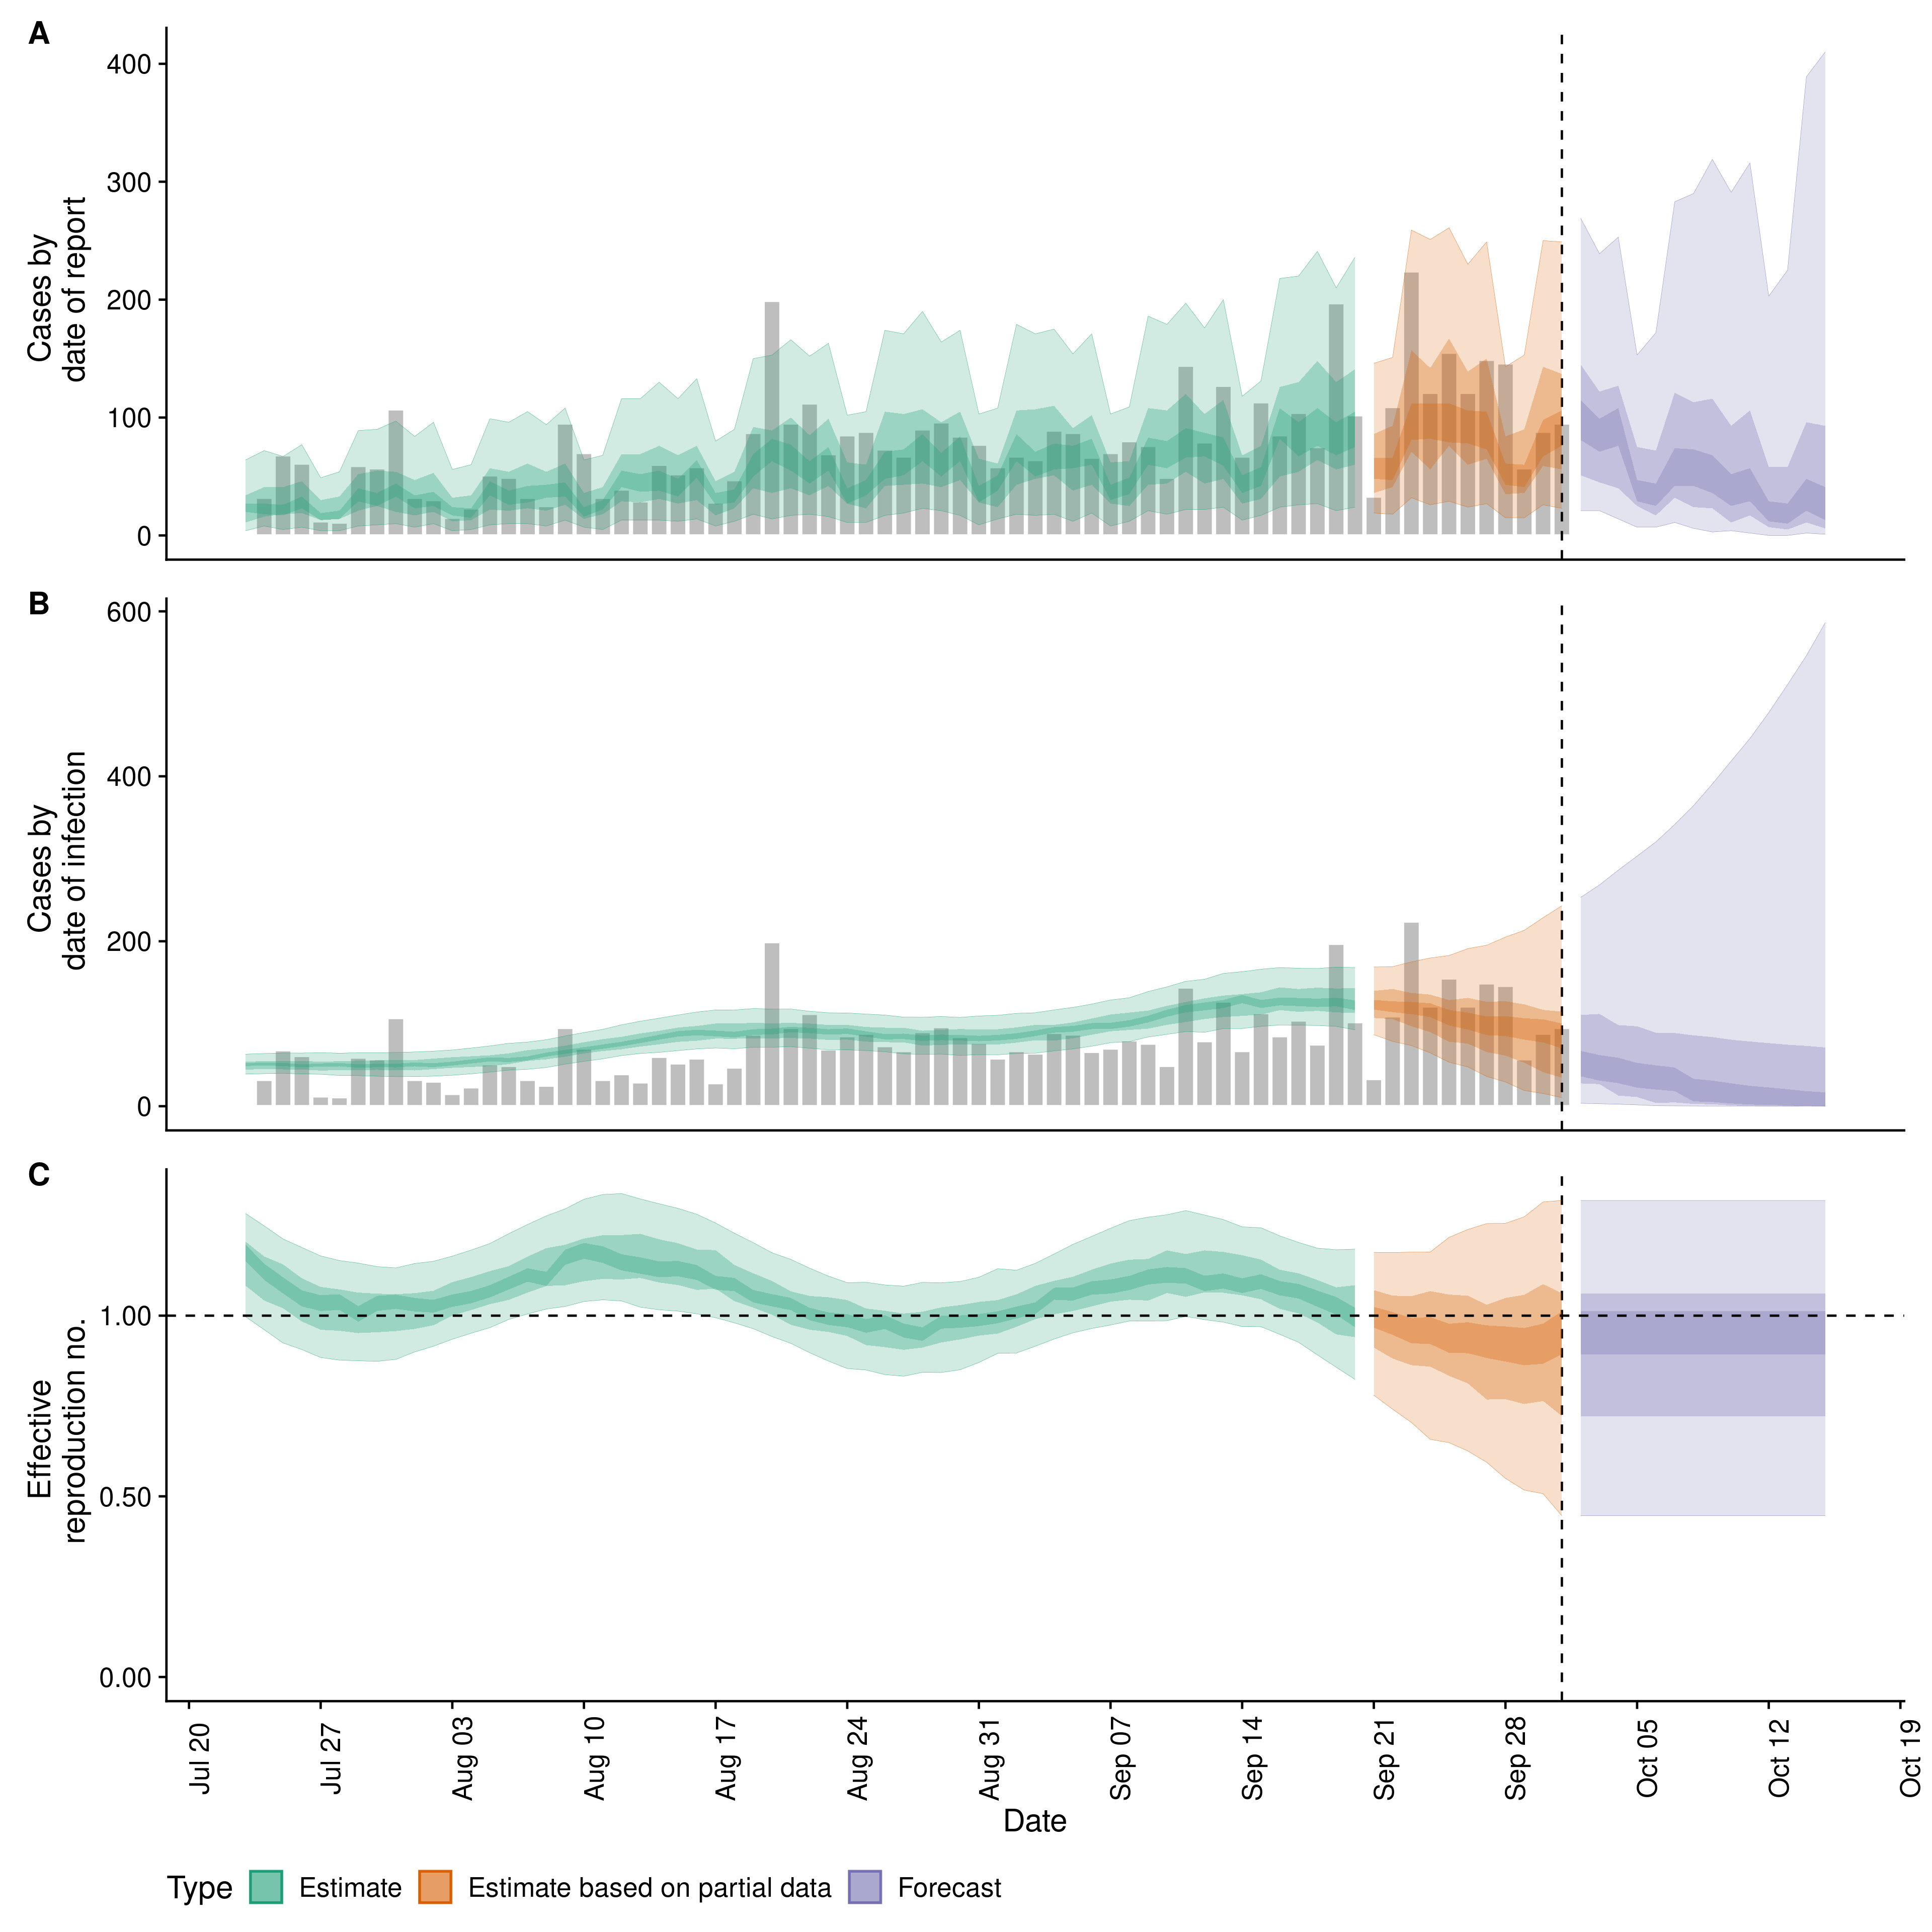 A
Cases by
date of report
400
300
200
100
0
B
Cases by
date of infection
600
400
200
0
C
Effective
reproduction no.
1.00
0.50
0.00
Jul 20
Jul 27
Aug 03
Aug 10
Aug 17
Aug 24
Aug 31
Sep 07
Sep 14
Sep 21
Sep 28
Oct 05
Oct 12
Oct 19
Date
Type Estimate Estimate based on partial data Forecast